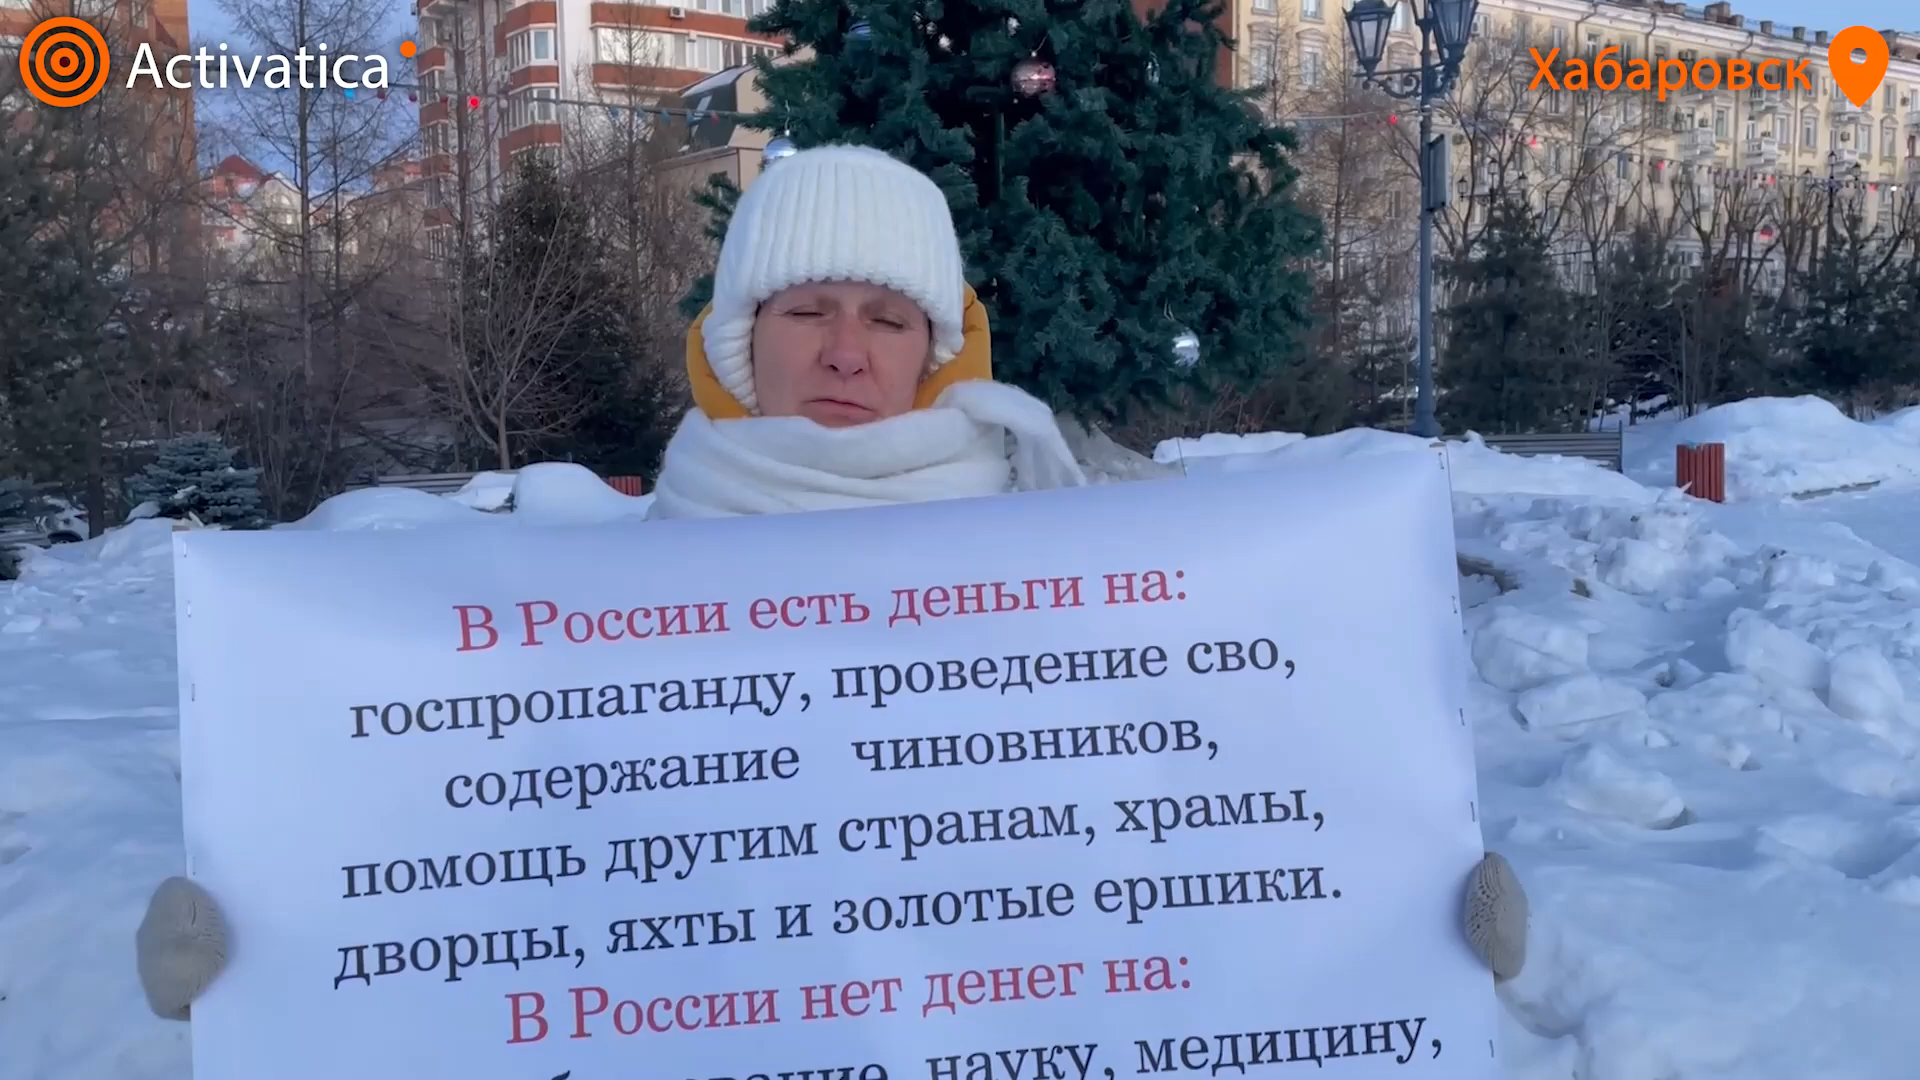 Activatica
Хабаровск
В России есть деньги на:
госпропаганду, проведение сво,
содержание чиновников,
помощь другим странам, храмы,
дворцы, яхты и золотые ершики.
В России нет денег на:
науку, медицину,